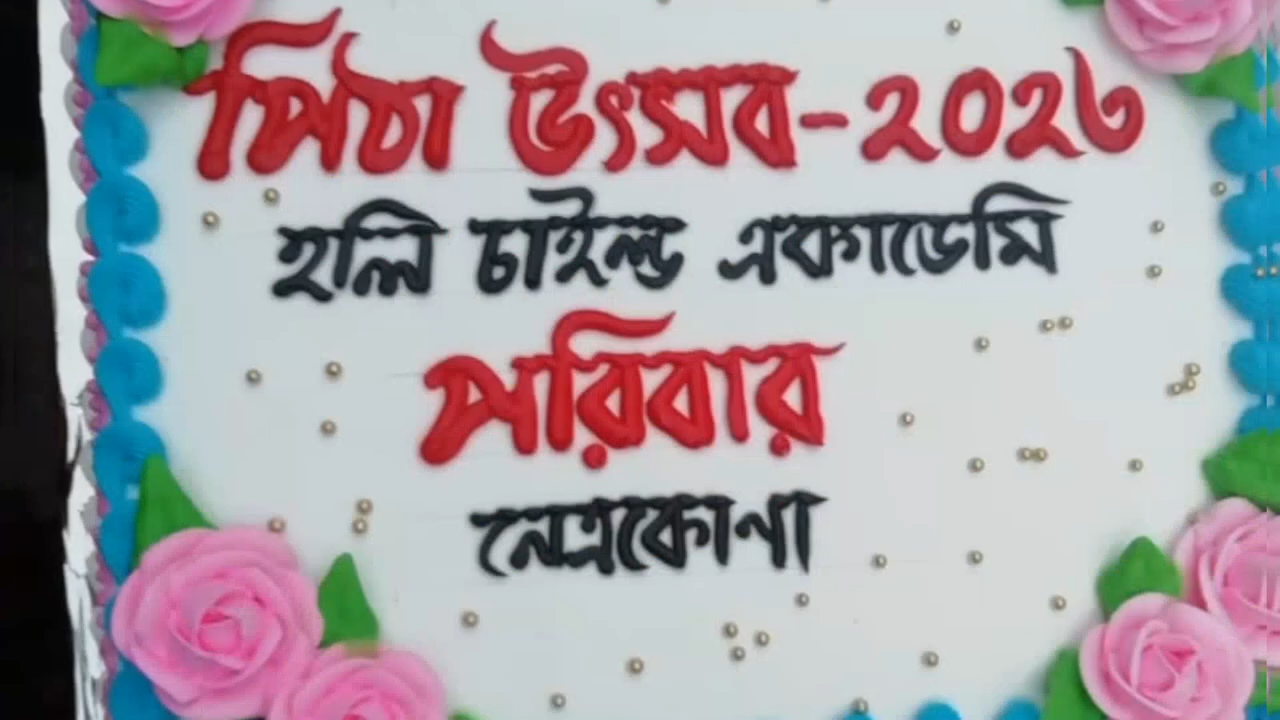 পিঠা উৎসব-২০২৬
হলি চাইল্ড একাডেমি
পরিবার
নেত্রকোণা